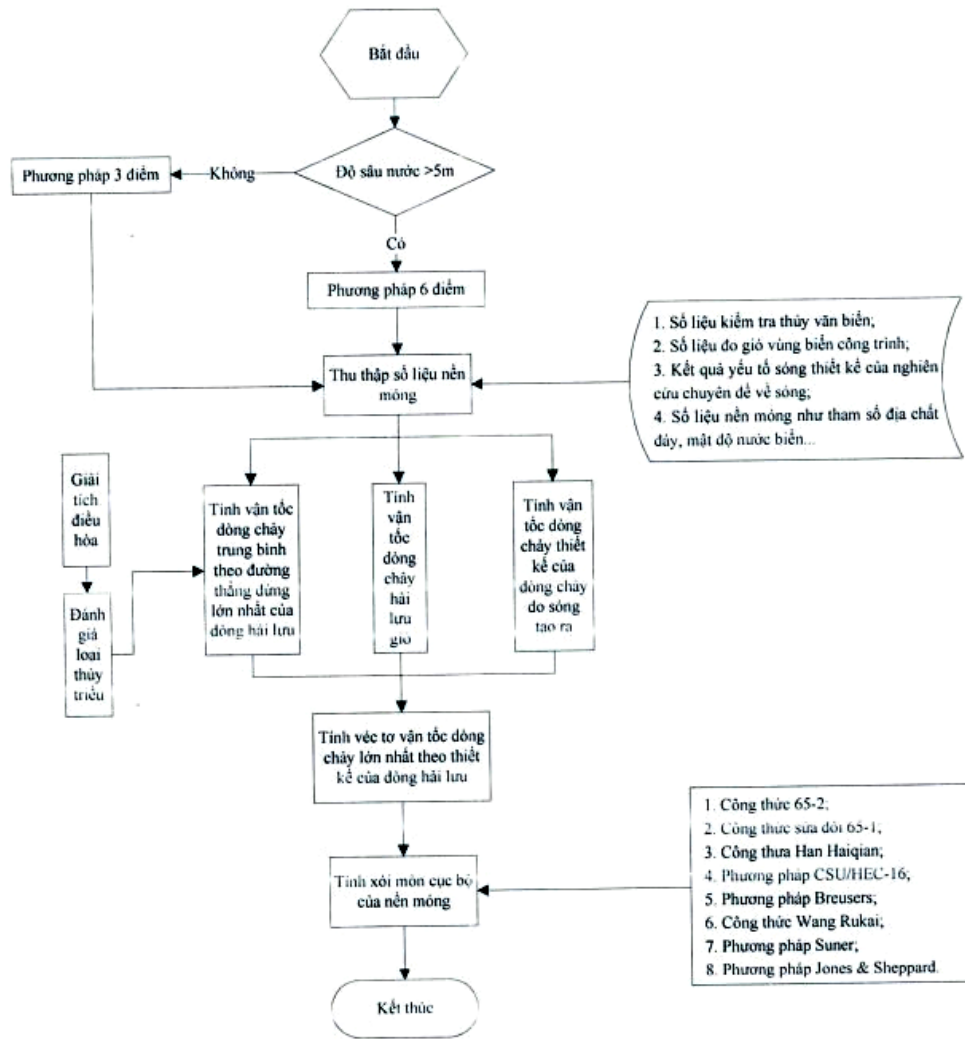 Bắt đầu
Độ sâu nước >5m
Không
Phương pháp 3 điểm
Có
Phương pháp 6 điểm
1. Số liệu kiểm tra thủy văn biển;
2. Số liệu đo gió vùng biển công trình;
3. Kết quả yếu tố sóng thiết kế của nghiên
cứu chuyên đề về sóng;
4. Số liệu nền móng như tham số địa chất
đáy, mật độ nước biển...
Thu thập số liệu nền
móng
Giải
tích
điều
hòa
Đánh
giá
loại
thủy
triều
Tính vận tốc
dòng chảy
trung bình
theo đường
thẳng đứng
lớn nhất của
dòng hải lưu
Tính
vận
tốc
dòng
chảy
hải
lưu
gió
Tính vận
tốc dòng
chảy thiết
kế của
dòng chảy
do sóng
tạo ra
Tính véc tơ vận tốc dòng
chảy lớn nhất theo thiết
kế của dòng hải lưu
Tính xói mòn cục bộ
của nền móng
1. Công thức 65-2;
2. Công thức sửa đổi 65-1;
3. Công thưa Han Haiqian;
4. Phương pháp CSU/HEC-16;
5. Phương pháp Breusers;
6. Công thức Wang Rukai;
7. Phương pháp Suner;
8. Phương pháp Jones & Sheppard.
Kết thúc